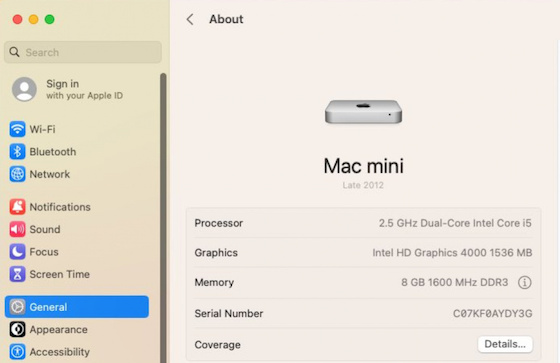 About
Search
Sign in
with your Apple ID
Wi-Fi
Bluetooth
Network
Notifications
Sound
Focus
Screen Time
General
Appearance
Accessibility
Mac mini
Late 2012
Processor 2.5 GHz Dual-Core Intel Core i5
Graphics Intel HD Graphics 4000 1536 MB
Memory 8 GB 1600 MHz DDR3
Serial Number C07KF0AYDY3G
Coverage Details...